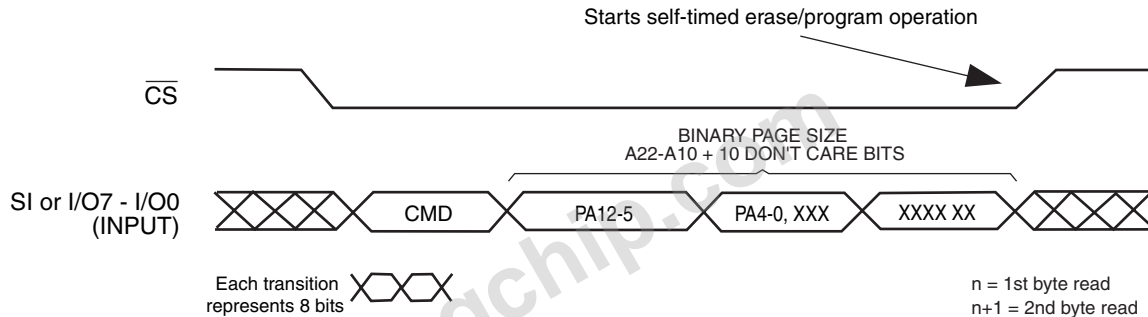 Starts self-timed erase/program operation
CS
BINARY PAGE SIZE
A22-A10 + 10 DON'T CARE BITS
SI or I/O7 - I/O0
(INPUT)
CMD
PA12-5
PA4-0, XXX
XXXX XX
Each transition
represents 8 bits
n = 1st byte read
n+1 = 2nd byte read